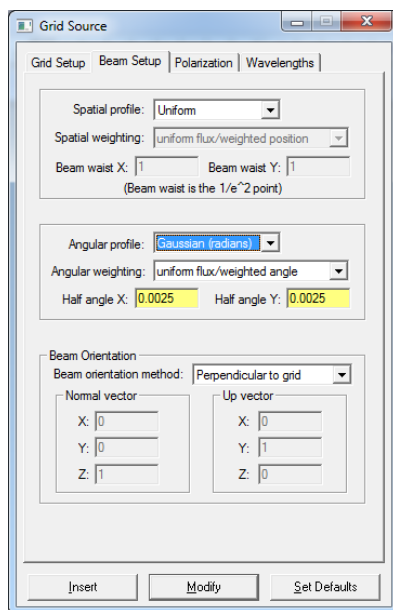 Grid Source
Grid Setup Beam Setup Polarization Wavelengths
Spatial profile: Uniform
Spatial weighting: uniform flux/weighted position
Beam waist X: 1 Beam waist Y: 1
(Beam waist is the 1/e^2 point)
Angular profile: Gaussian (radians)
Angular weighting: uniform flux/weighted angle
Half angle X: 0.0025 Half angle Y: 0.0025
Beam Orientation
Beam orientation method: Perpendicular to grid
Normal vector Up vector
X: 0 X: 0
Y: 0 Y: 1
Z: 1 Z: 0
Insert Modify Set Defaults